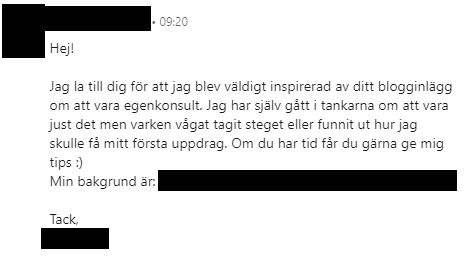 • 09:20
Hej!
Jag la till dig för att jag blev väldigt inspirerad av ditt blogginlägg
om att vara egenkonsult. Jag har själv gått i tankarna om att vara
just det men varken vågat tagit steget eller funnit ut hur jag
skulle få mitt första uppdrag. Om du har tid får du gärna ge mig
tips :)
Min bakgrund är:
Tack,